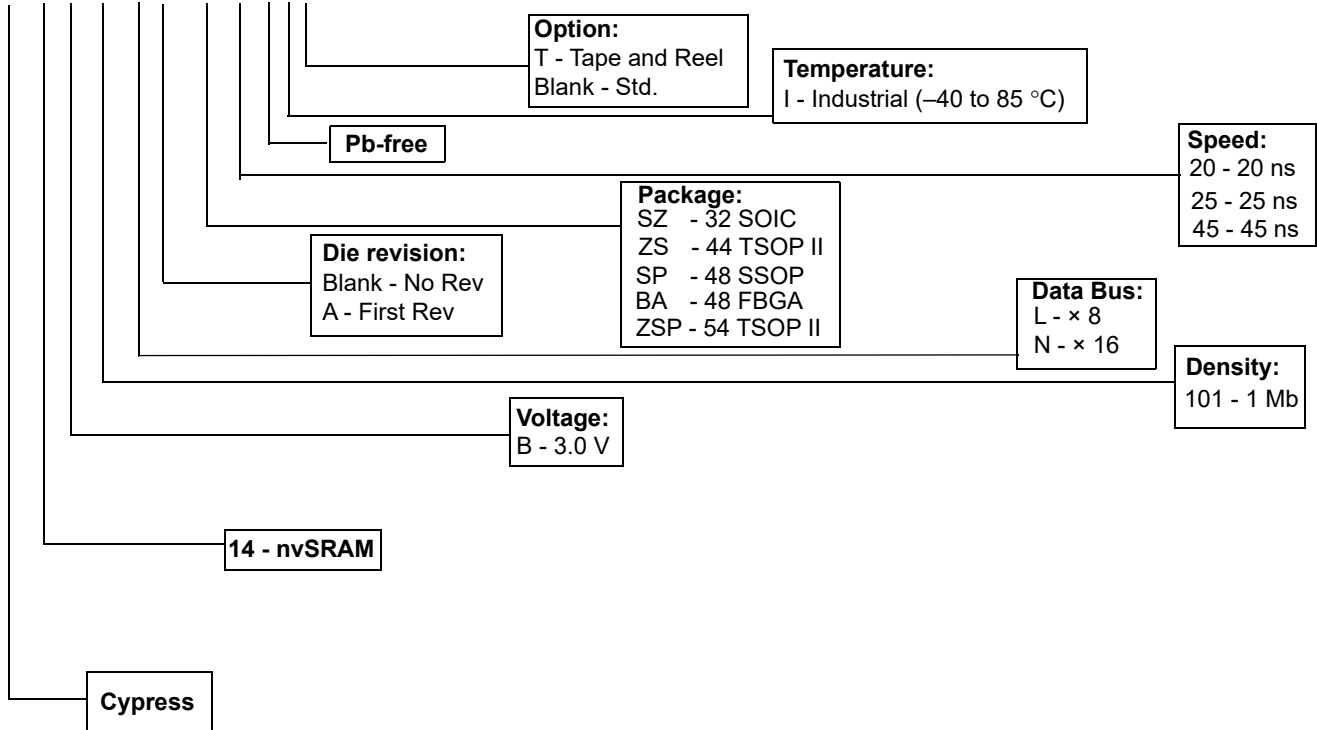 Option:
T - Tape and Reel
Blank - Std.
Temperature:
I - Industrial (–40 to 85 °C)
Pb-free
Speed:
20 - 20 ns
25 - 25 ns
45 - 45 ns
Package:
SZ - 32 SOIC
ZS - 44 TSOP II
SP - 48 SSOP
BA - 48 FBGA
ZSP - 54 TSOP II
Die revision:
Blank - No Rev
A - First Rev
Data Bus:
L - × 8
N - × 16
Density:
101 - 1 Mb
Voltage:
B - 3.0 V
14 - nvSRAM
Cypress